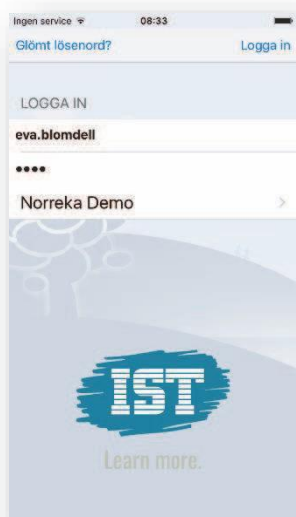 Ingen service 08:33
Glömt lösenord? Logga in
LOGGA IN
eva.blomdell
••••
Norreka Demo
IST
Learn more.